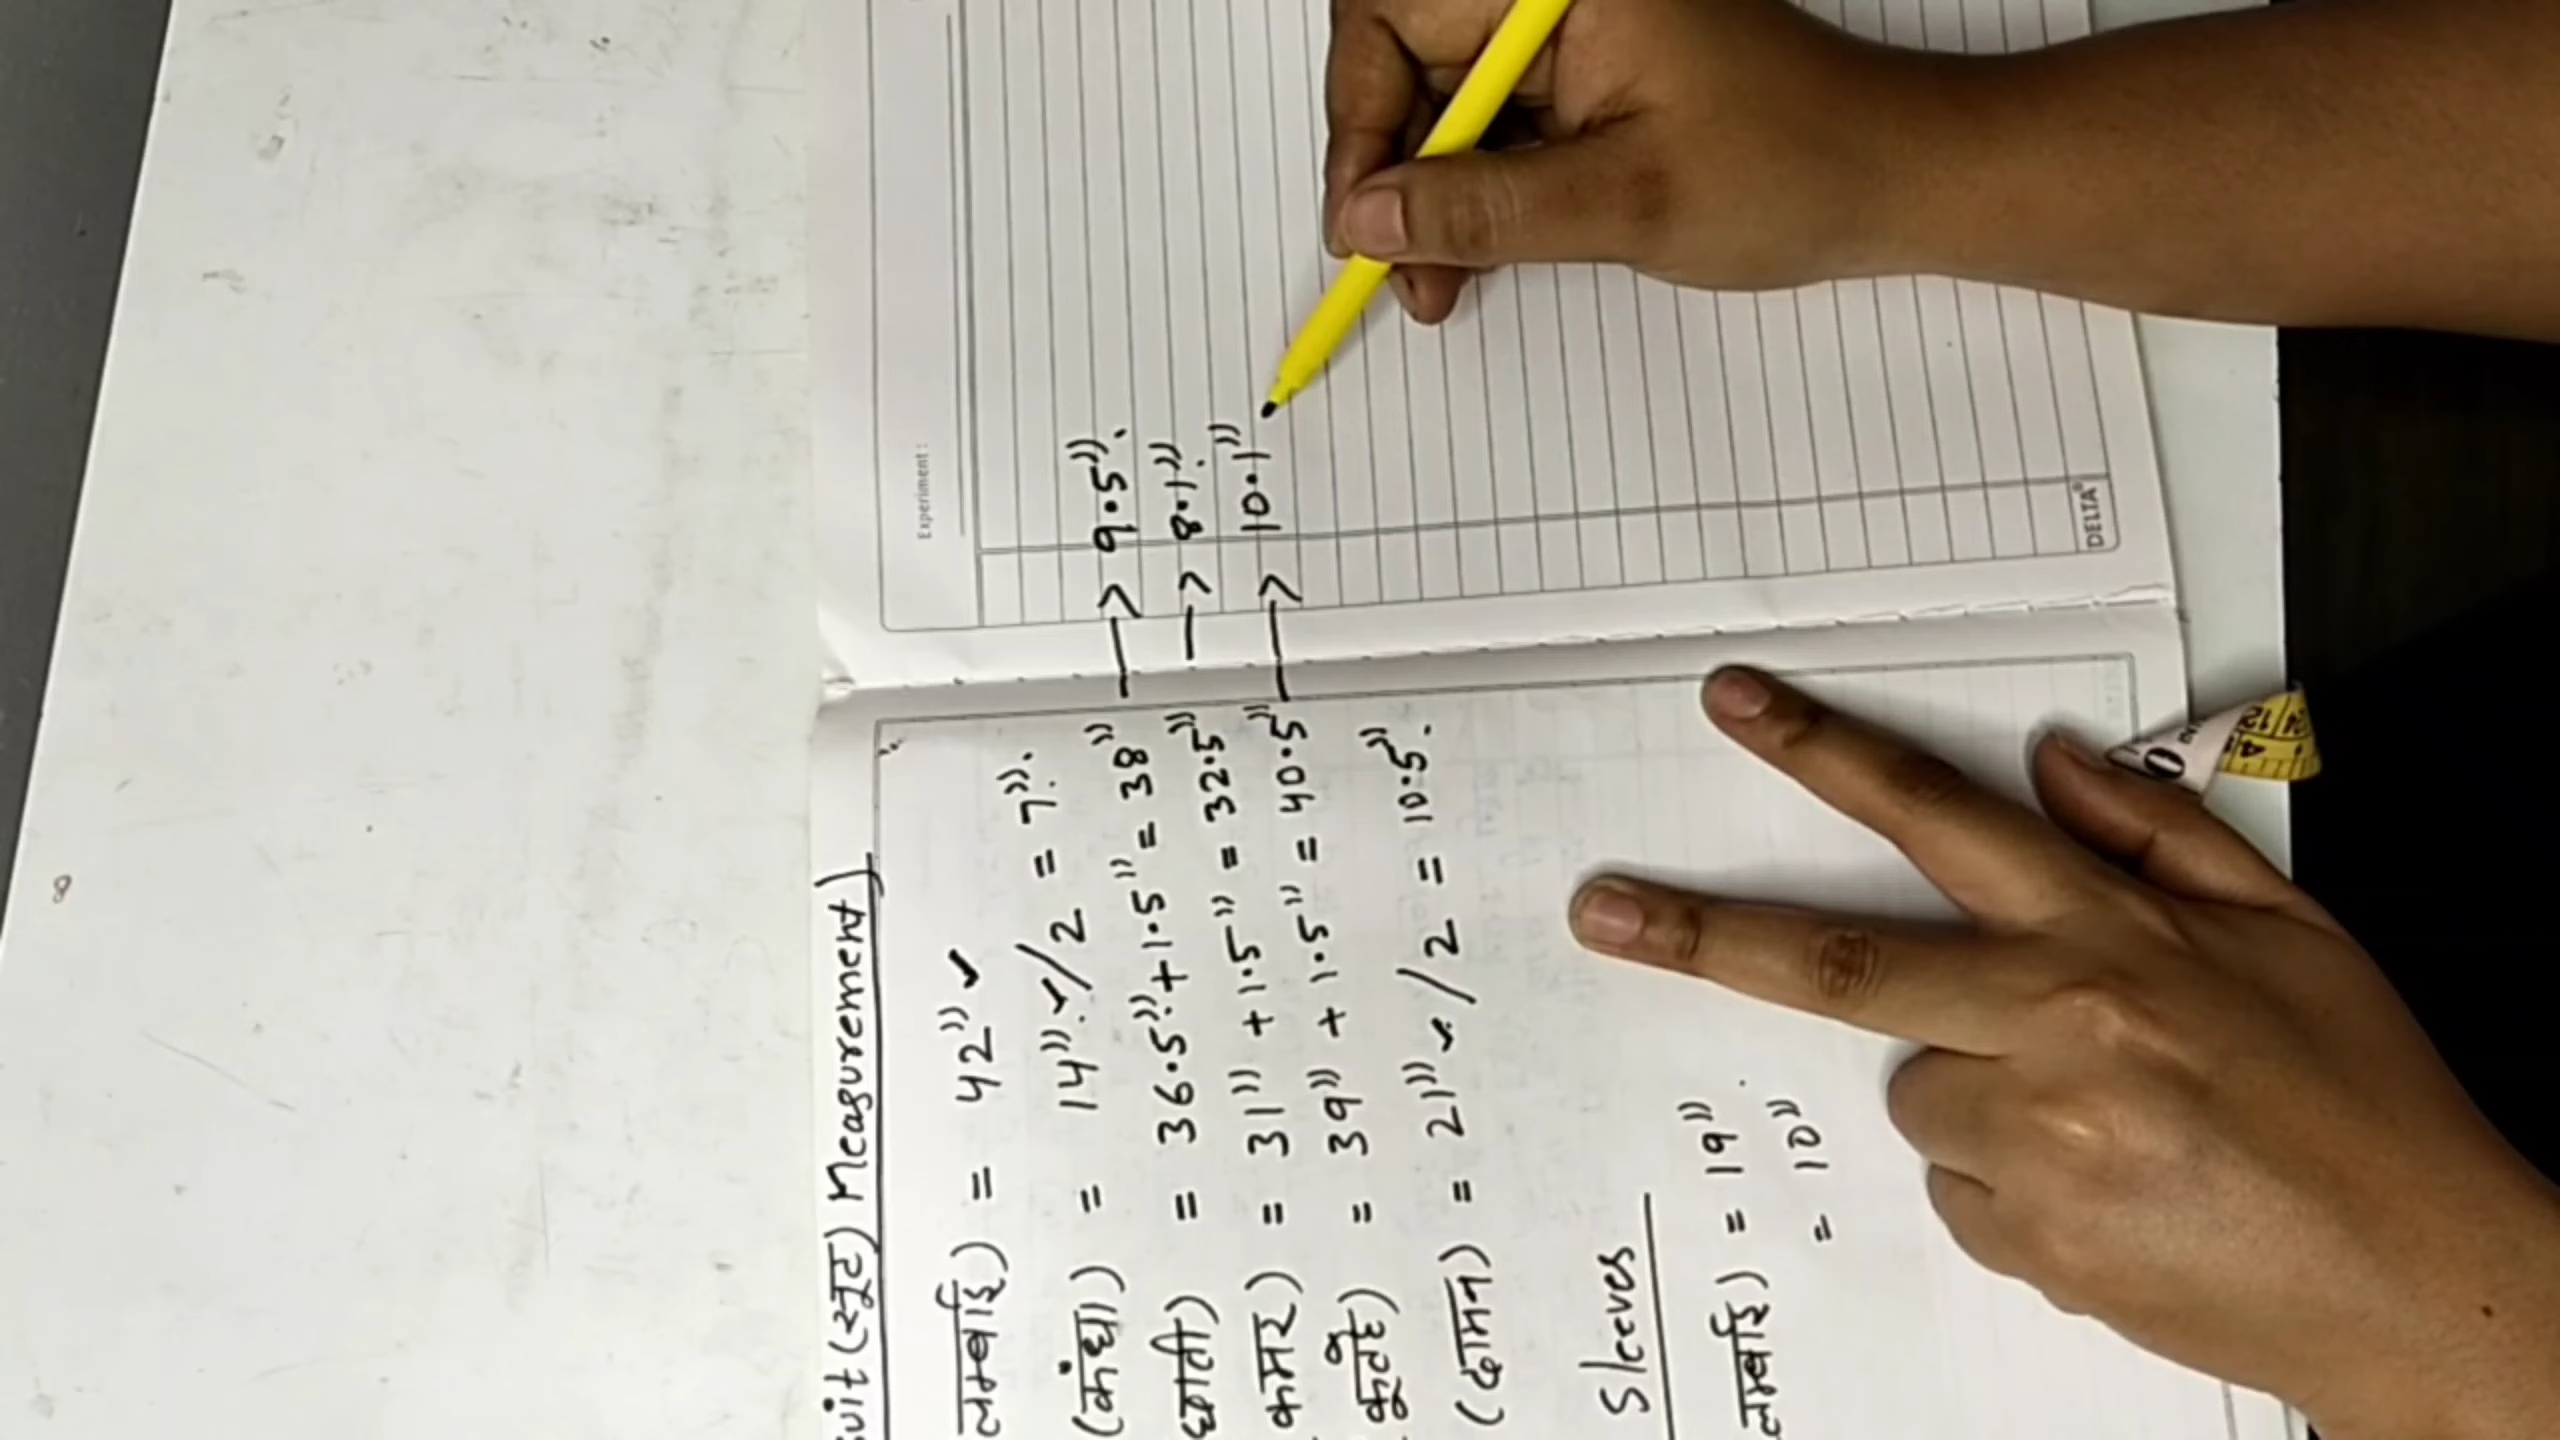 suit (सूट) Measurement)
लम्बाई) = 42" ✓
(कंधा) = 14". ✓/2 = 7".
छाती) = 36.5" + 1.5" = 38" → 9.5".
कमर) = 31" + 1.5" = 32.5" → 8.1".
कूल्हे) = 39" + 1.5" = 40.5" → 10.1"
(दामन) = 21" ✓/2 = 10.5".
Sleeves
लम्बाई) = 19".
= 10"
Experiment :
DELTA®